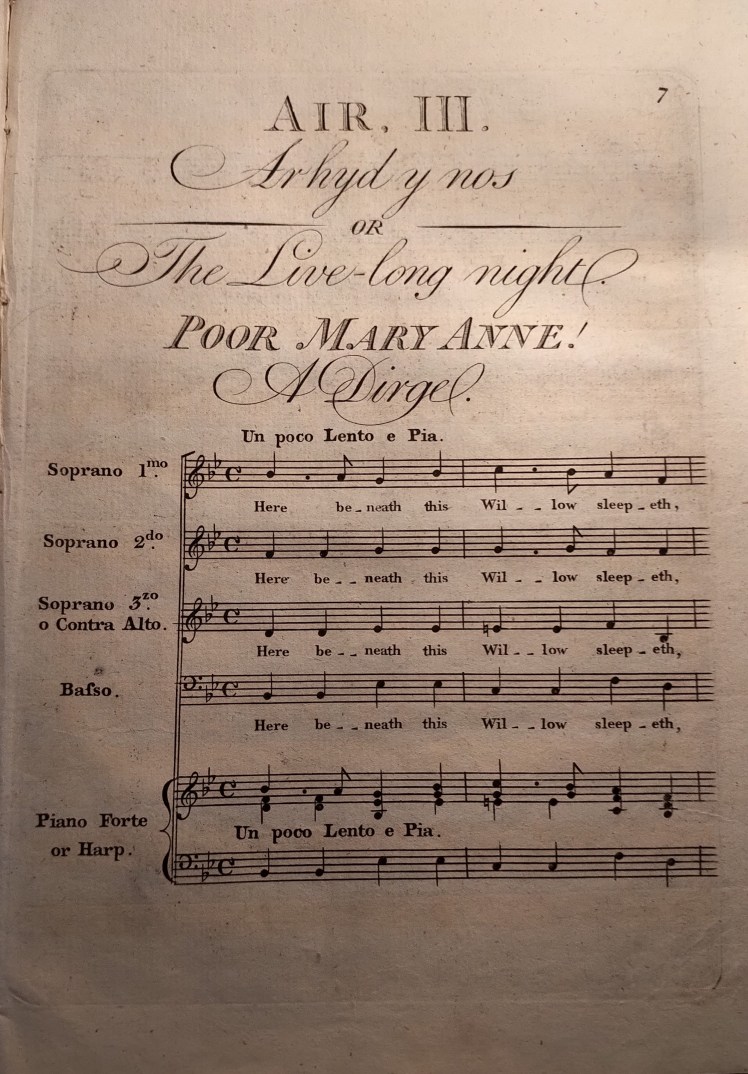 7
AIR. III.
Arhyd y nos
OR
The Live-long night.
POOR MARY ANNE!
A Dirge.
Un poco Lento e Pia.
Soprano 1mo.
Here be - neath this Wil - - low sleep - eth,
Soprano 2do.
Here be - - neath this Wil - - low sleep - eth,
Soprano 3zo.
o Contra Alto.
Here be - - neath this Wil - - low sleep - eth,
Baſso.
Here be - - neath this Wil - - low sleep - eth,
Piano Forte
or Harp.
Un poco Lento e Pia.